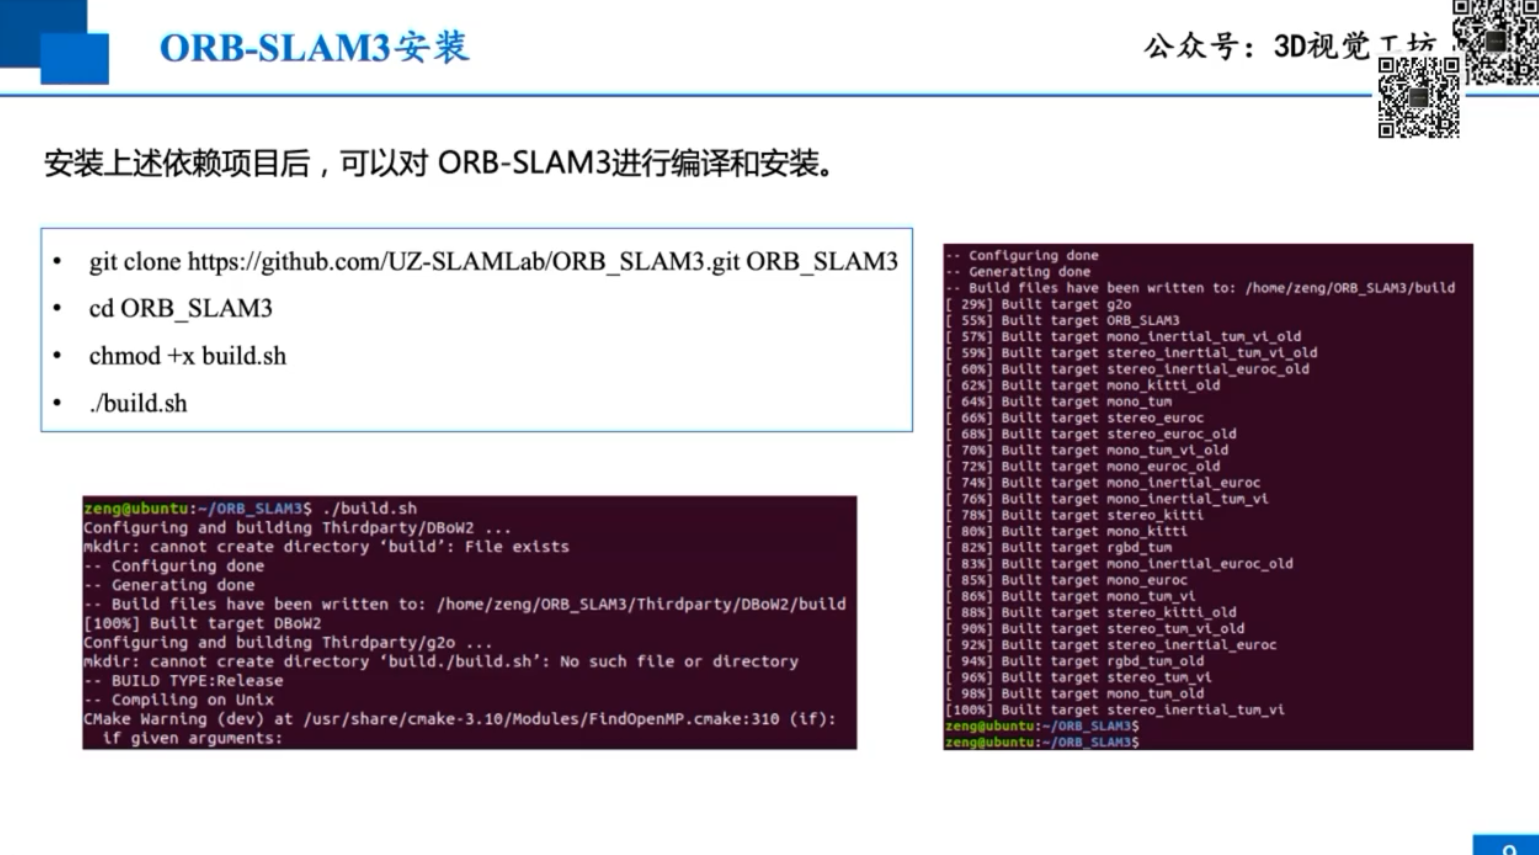 ORB-SLAM3安装
公众号：3D视觉工坊
安装上述依赖项目后，可以对 ORB-SLAM3进行编译和安装。
• git clone https://github.com/UZ-SLAMLab/ORB_SLAM3.git ORB_SLAM3
• cd ORB_SLAM3
• chmod +x build.sh
• ./build.sh
zeng@ubuntu:~/ORB_SLAM3$ ./build.sh
Configuring and building Thirdparty/DBoW2 ...
mkdir: cannot create directory ‘build’: File exists
-- Configuring done
-- Generating done
-- Build files have been written to: /home/zeng/ORB_SLAM3/Thirdparty/DBoW2/build
[100%] Built target DBoW2
Configuring and building Thirdparty/g2o ...
mkdir: cannot create directory ‘build./build.sh’: No such file or directory
-- BUILD TYPE:Release
-- Compiling on Unix
CMake Warning (dev) at /usr/share/cmake-3.10/Modules/FindOpenMP.cmake:310 (if):
if given arguments:
-- Configuring done
-- Generating done
-- Build files have been written to: /home/zeng/ORB_SLAM3/build
[ 29%] Built target g2o
[ 55%] Built target ORB_SLAM3
[ 57%] Built target mono_inertial_tum_vi_old
[ 59%] Built target stereo_inertial_tum_vi_old
[ 60%] Built target stereo_inertial_euroc_old
[ 62%] Built target mono_kitti_old
[ 64%] Built target mono_tum
[ 66%] Built target stereo_euroc
[ 68%] Built target stereo_euroc_old
[ 70%] Built target mono_tum_vi_old
[ 72%] Built target mono_euroc_old
[ 74%] Built target mono_inertial_euroc
[ 76%] Built target mono_inertial_tum_vi
[ 78%] Built target stereo_kitti
[ 80%] Built target mono_kitti
[ 82%] Built target rgbd_tum
[ 83%] Built target mono_inertial_euroc_old
[ 85%] Built target mono_euroc
[ 86%] Built target mono_tum_vi
[ 88%] Built target stereo_kitti_old
[ 90%] Built target stereo_tum_vi_old
[ 92%] Built target stereo_inertial_euroc
[ 94%] Built target rgbd_tum_old
[ 96%] Built target stereo_tum_vi
[ 98%] Built target mono_tum_old
[100%] Built target stereo_inertial_tum_vi
zeng@ubuntu:~/ORB_SLAM3$
zeng@ubuntu:~/ORB_SLAM3$